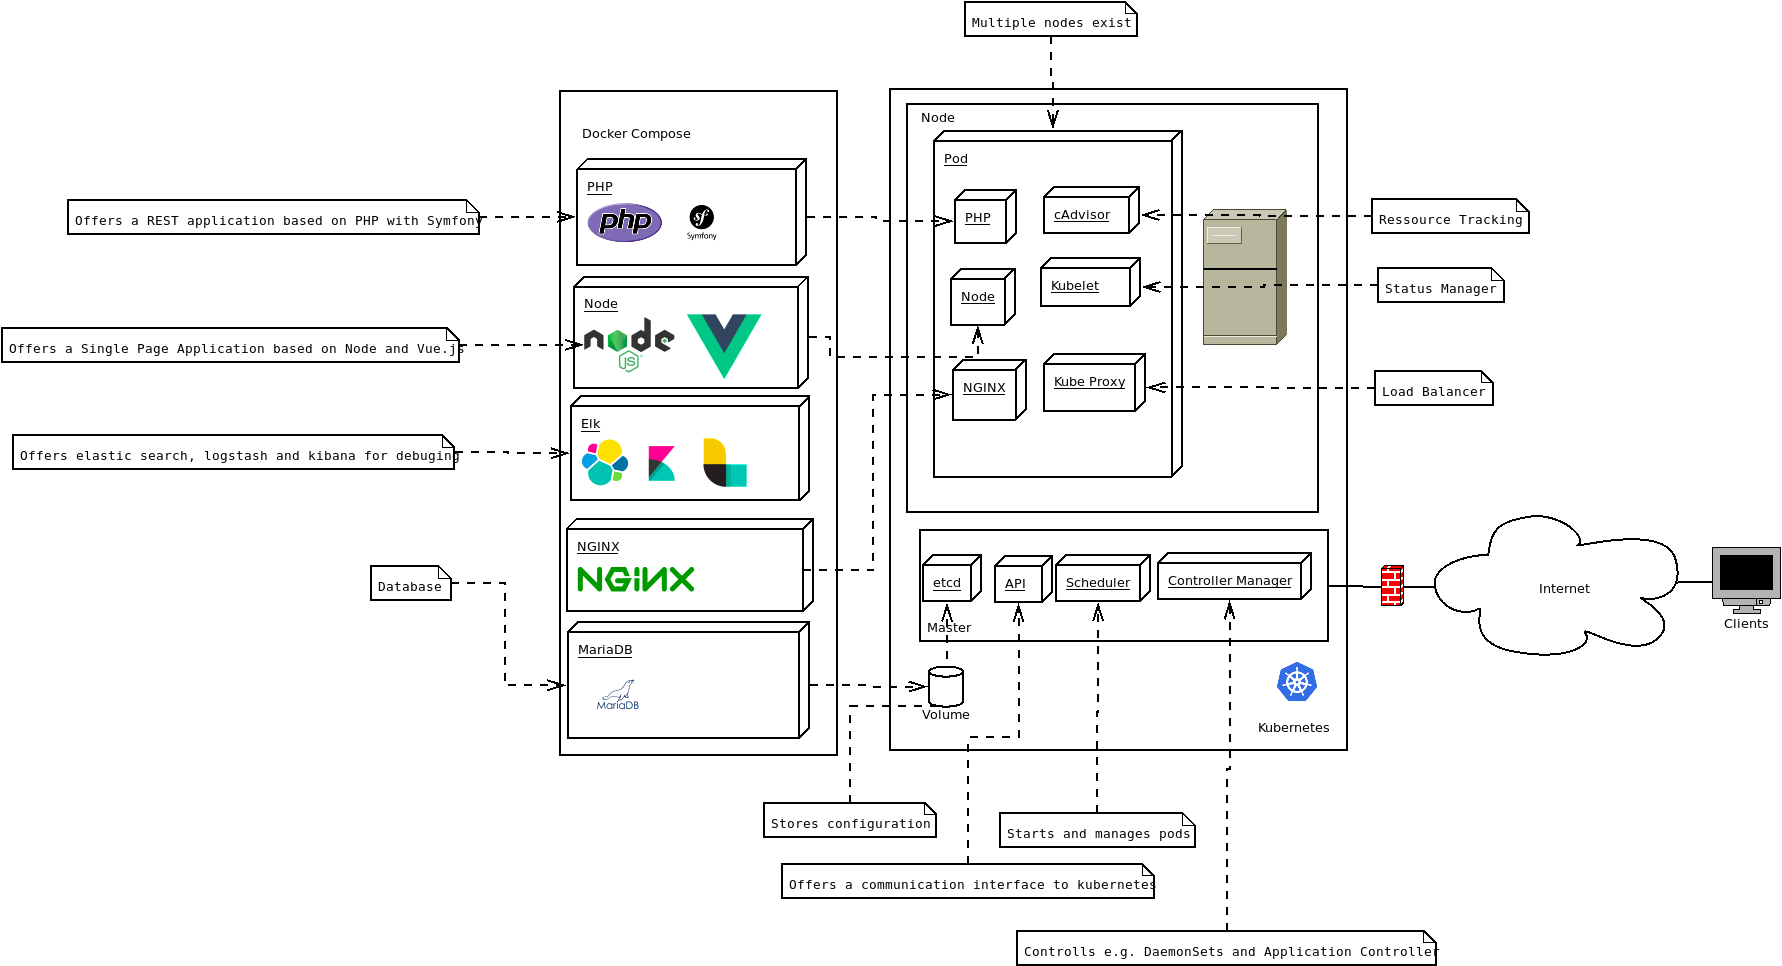 Multiple nodes exist
Docker Compose
PHP
php
sf
Symfony
Offers a REST application based on PHP with Symfony
Node
node
JS
Offers a Single Page Application based on Node and Vue.js
Elk
Offers elastic search, logstash and kibana for debuging
NGINX
NGiNX
Database
MariaDB
MariaDB
Node
Pod
PHP
cAdvisor
Node
Kubelet
NGINX
Kube Proxy
Ressource Tracking
Status Manager
Load Balancer
etcd
API
Scheduler
Controller Manager
Master
Volume
Kubernetes
Internet
Clients
Stores configuration
Starts and manages pods
Offers a communication interface to kubernetes
Controlls e.g. DaemonSets and Application Controller